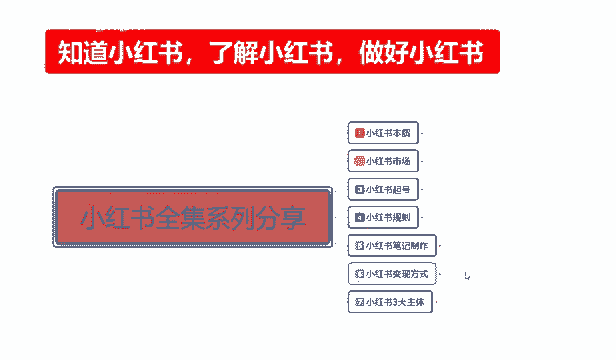 知道小红书，了解小红书，做好小红书
小红书全集系列分享
小红书本质
小红书市场
小红书起号
小红书规则
小红书笔记制作
小红书变现方式
小红书3大主体